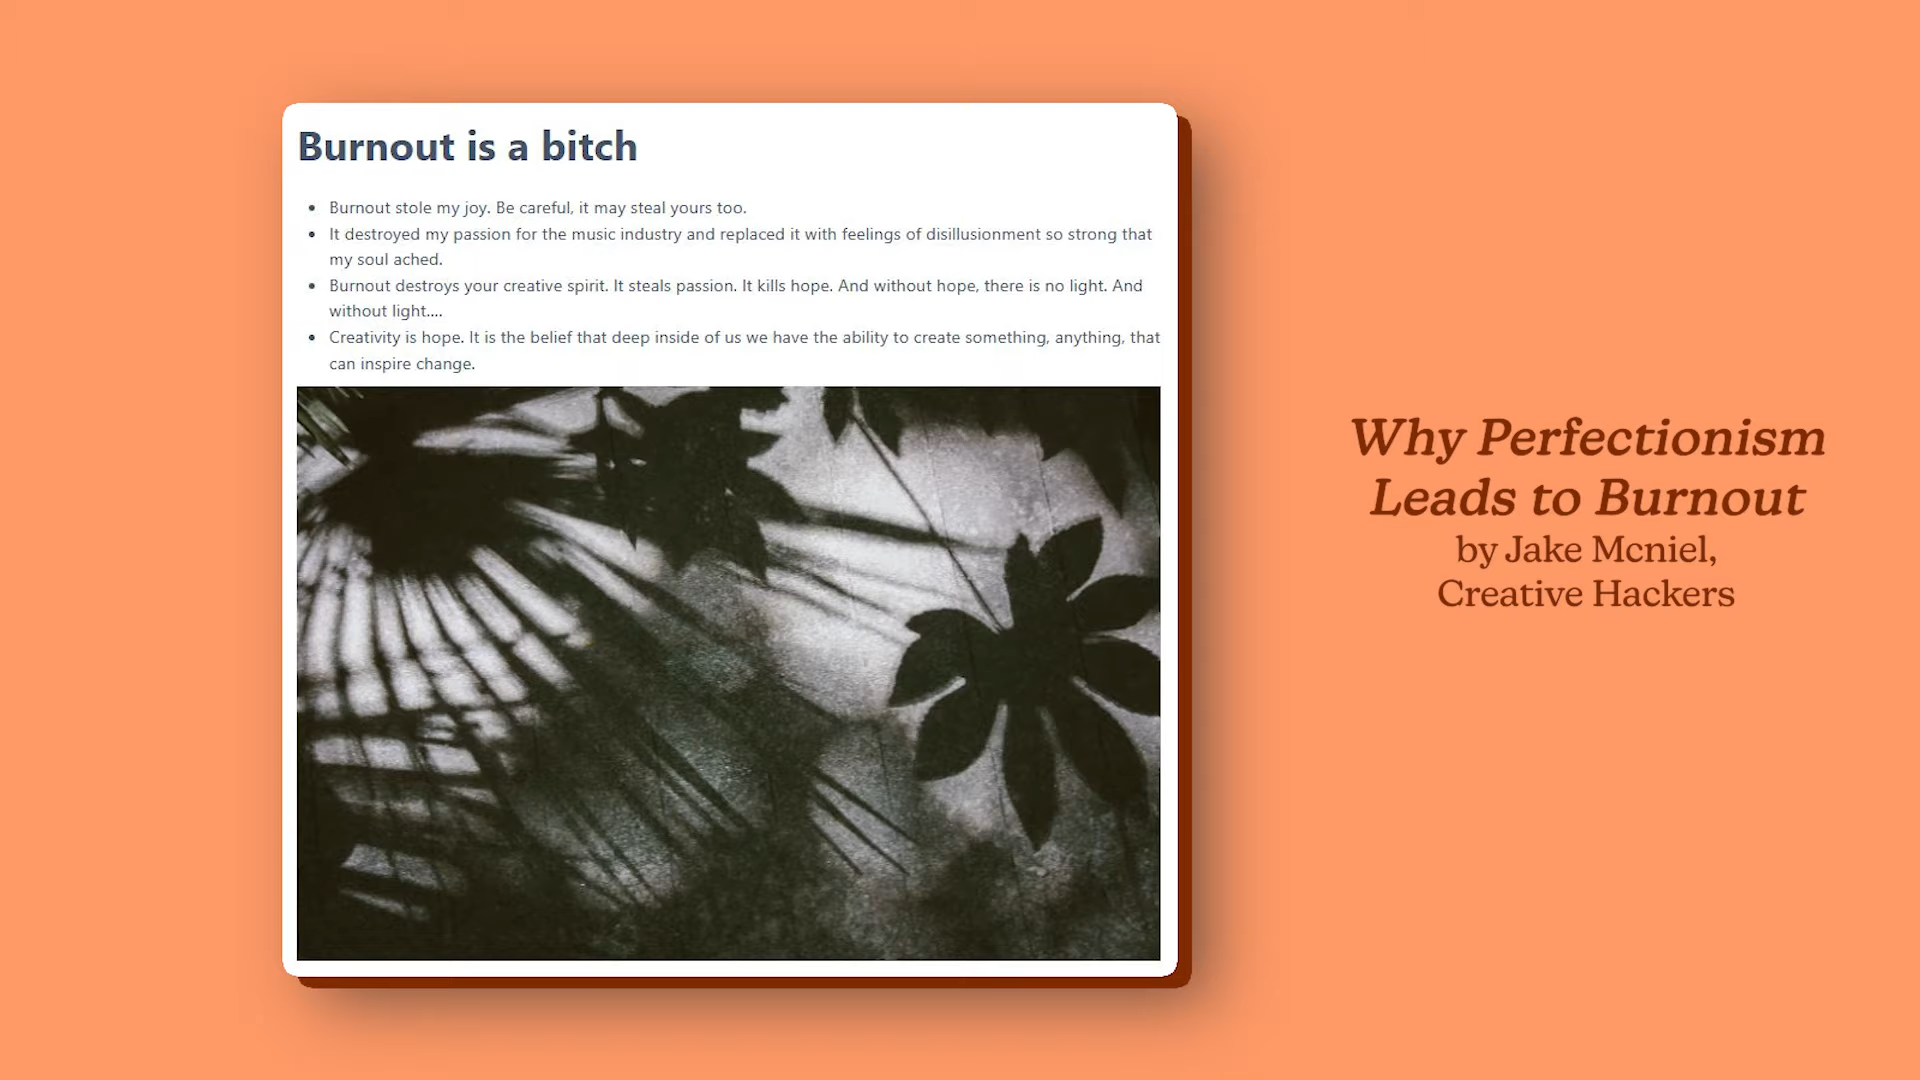 Burnout is a bitch
• Burnout stole my joy. Be careful, it may steal yours too.
• It destroyed my passion for the music industry and replaced it with feelings of disillusionment so strong that
my soul ached.
• Burnout destroys your creative spirit. It steals passion. It kills hope. And without hope, there is no light. And
without light....
• Creativity is hope. It is the belief that deep inside of us we have the ability to create something, anything, that
can inspire change.
Why Perfectionism
Leads to Burnout
by Jake Mcniel,
Creative Hackers